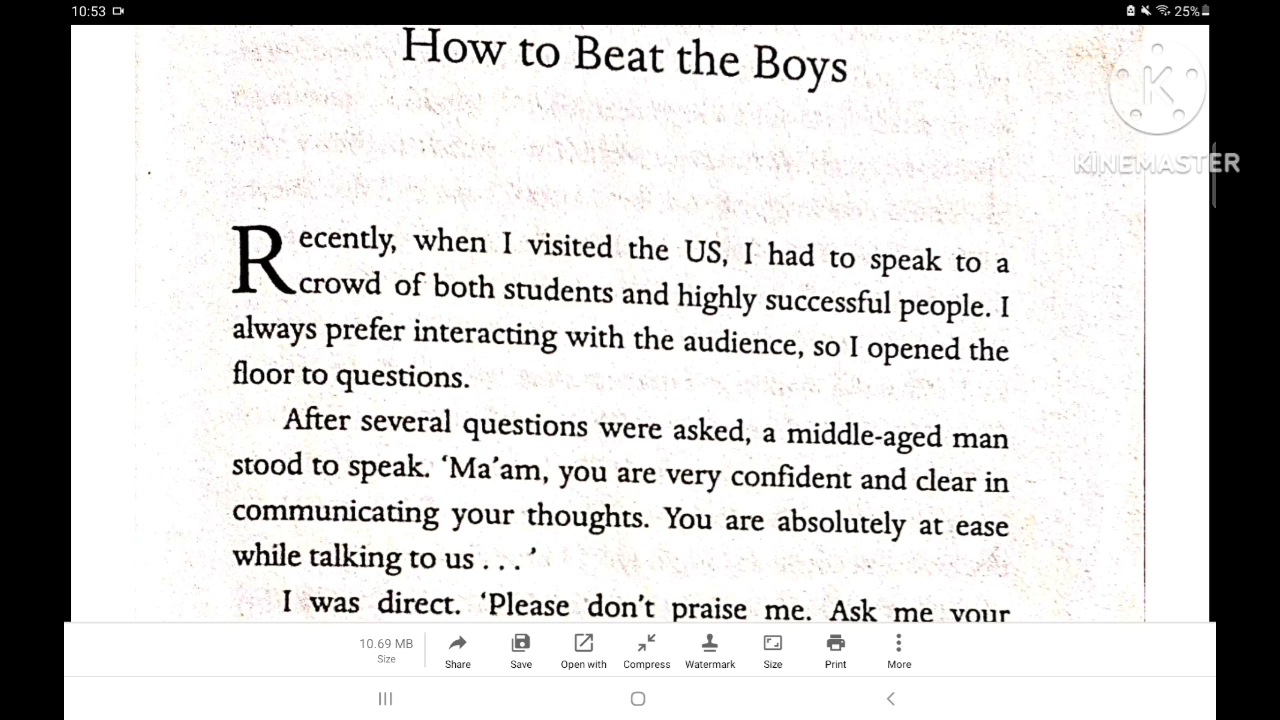 10:53
25%
How to Beat the Boys
K
KINEMASTER
Recently, when I visited the US, I had to speak to a
crowd of both students and highly successful people. I
always prefer interacting with the audience, so I opened the
floor to questions.
After several questions were asked, a middle-aged man
stood to speak. ‘Ma’am, you are very confident and clear in
communicating your thoughts. You are absolutely at ease
while talking to us . . . ’
I was direct. ‘Please don’t praise me. Ask me your
10.69 MB
Size
Share
Save
Open with
Compress
Watermark
Size
Print
More